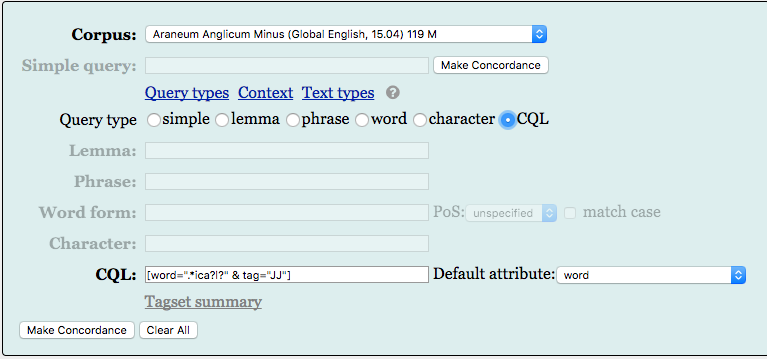 Corpus: Araneum Anglicum Minus (Global English, 15.04) 119 M
Simple query: Make Concordance
Query types Context Text types ?
Query type simple lemma phrase word character CQL
Lemma:
Phrase:
Word form: PoS: unspecified match case
Character:
CQL: [word=".*ica?l?" & tag="JJ"] Default attribute: word
Tagset summary
Make Concordance Clear All